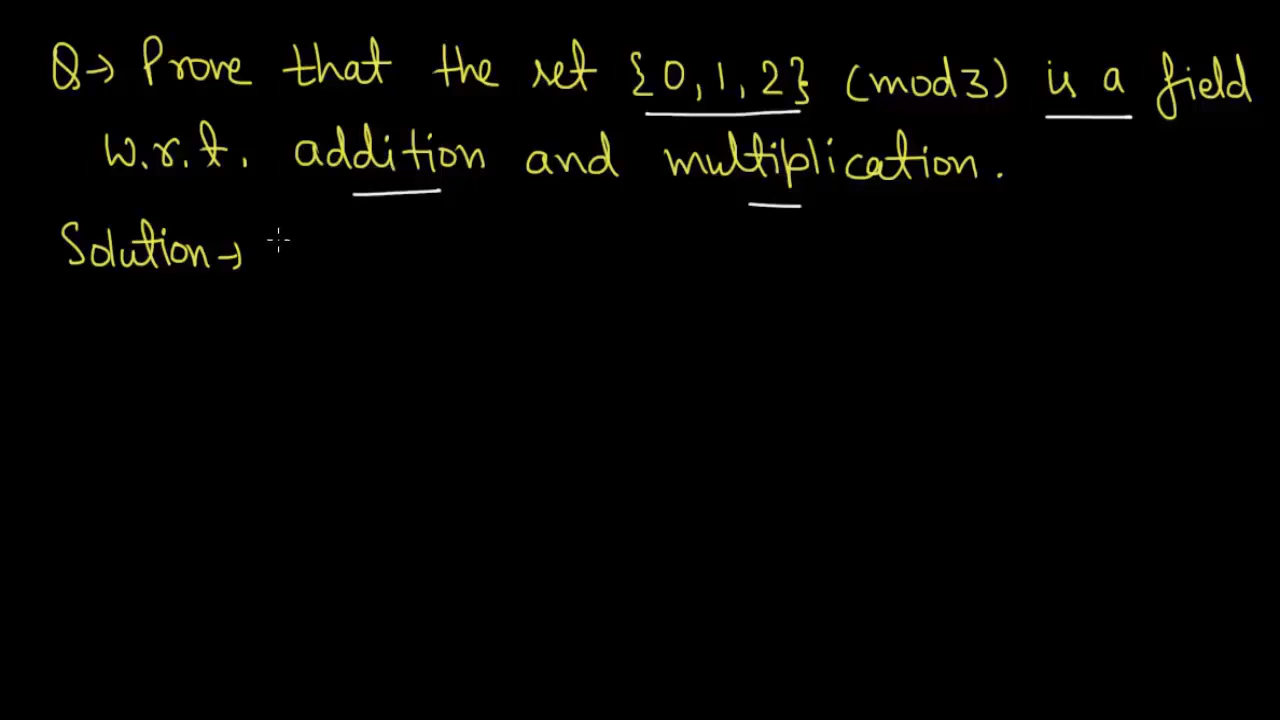 Q→ Prove that the set {0, 1, 2} (mod3) is a field
w.r.t. addition and multiplication.
Solution→